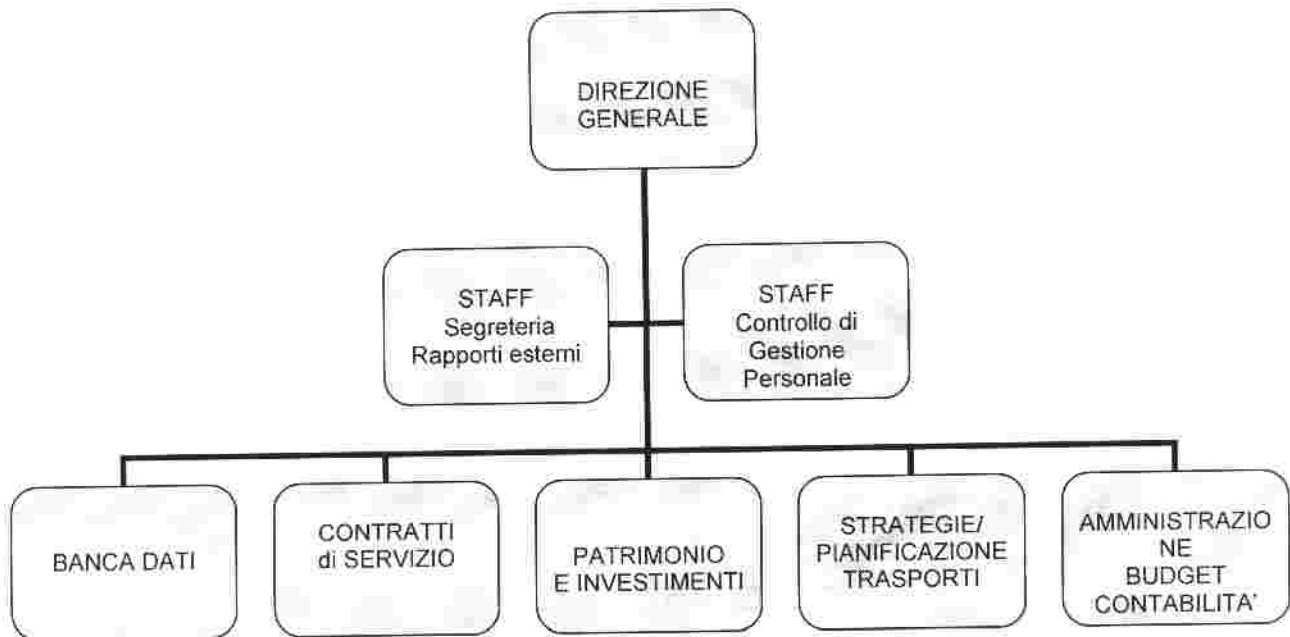 DIREZIONE
GENERALE
STAFF
Segreteria
Rapporti esterni
STAFF
Controllo di
Gestione
Personale
BANCA DATI
CONTRATTI
di SERVIZIO
PATRIMONIO
E INVESTIMENTI
STRATEGIE/
PIANIFICAZIONE
TRASPORTI
AMMINISTRAZIO
NE
BUDGET
CONTABILITA'